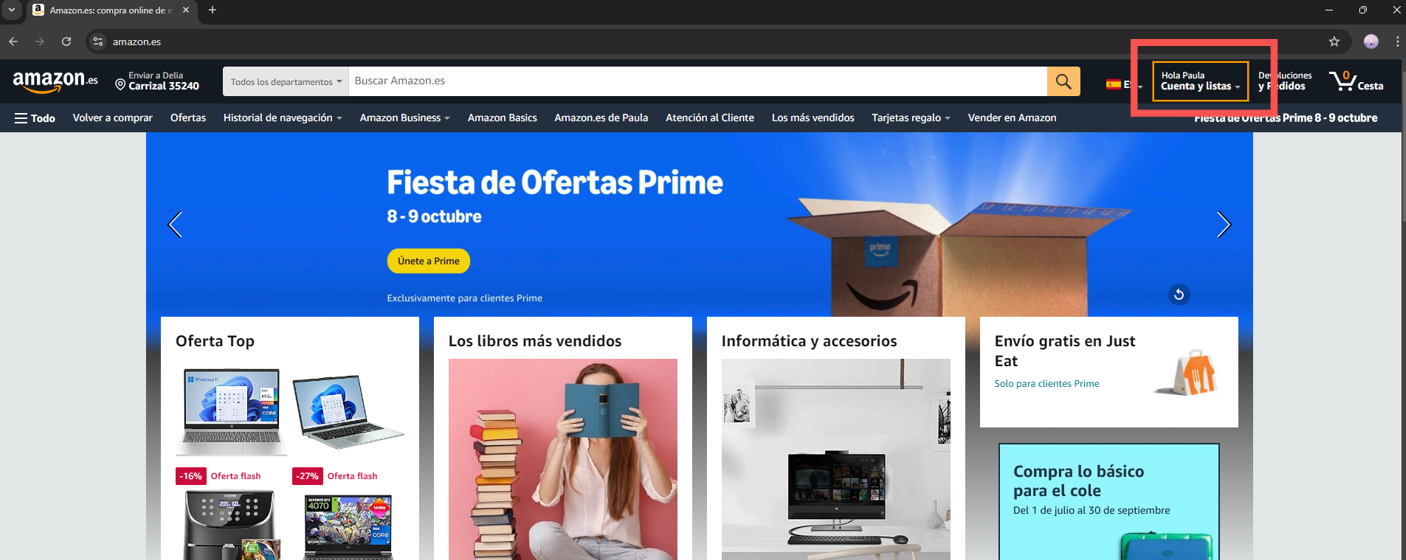 Amazon.es: compra online de e
amazon.es
amazon.es
Enviar a Delia
Carrizal 35240
Todos los departamentos
Buscar Amazon.es
Hola Paula
Cuenta y listas
Devoluciones
y Pedidos
0
Cesta
Todo
Volver a comprar
Ofertas
Historial de navegación
Amazon Business
Amazon Basics
Amazon.es de Paula
Atención al Cliente
Los más vendidos
Tarjetas regalo
Vender en Amazon
Fiesta de Ofertas Prime 8 - 9 octubre
Fiesta de Ofertas Prime
8 - 9 octubre
Únete a Prime
Exclusivamente para clientes Prime
prime
Oferta Top
-16% Oferta flash
-27% Oferta flash
4070
Los libros más vendidos
Informática y accesorios
Envío gratis en Just
Eat
Solo para clientes Prime
Compra lo básico
para el cole
Del 1 de julio al 30 de septiembre